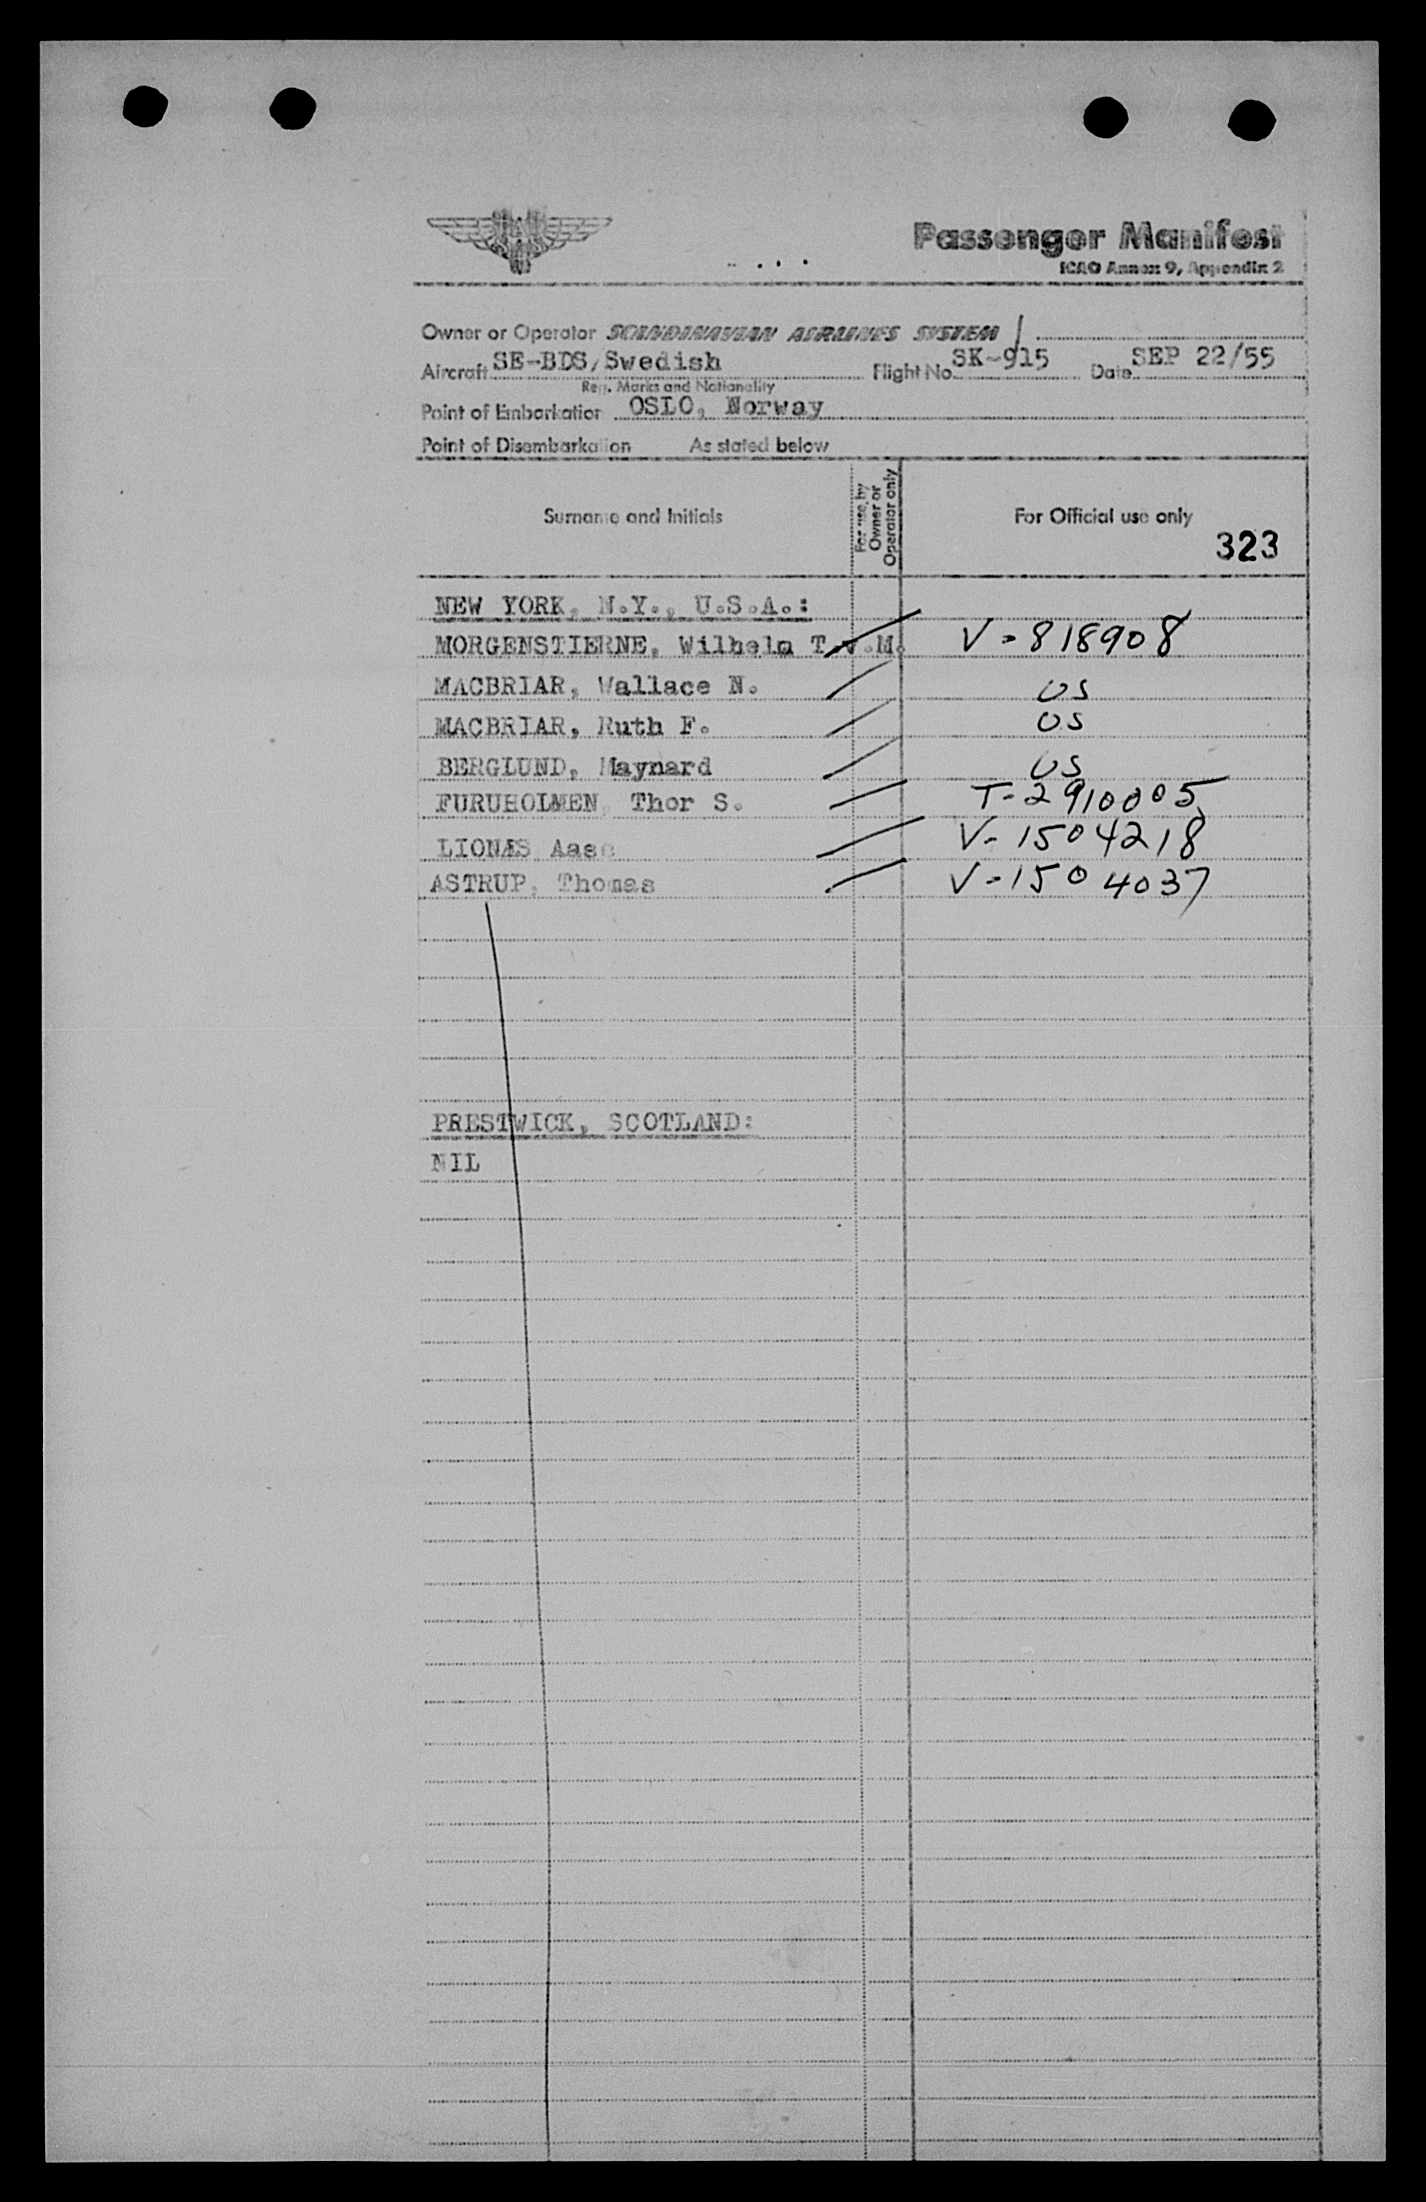 Passenger Manifest
ICAO Annex 9, Appendix 2
Owner or Operator SCANDINAVIAN AIRLINES SYSTEM
Aircraft SE-BDS/Swedish Flight No. SK-915 Date SEP 22/55
Reg. Marks and Nationality
Point of Embarkation OSLO, Norway
Point of Disembarkation As stated below
Surname and Initials For use by Owner or Operator only For Official use only
323
NEW YORK, N.Y., U.S.A.:
MORGENSTIERNE, Wilhelm T.v.M. V-818908
MACBRIAR, Wallace N. US
MACBRIAR, Ruth F. US
BERGLUND, Maynard US
FURUHOLMEN, Thor S. T-2910005
LIONÆS Aase V-1504218
ASTRUP, Thomas V-1504037
PRESTWICK, SCOTLAND:
NIL